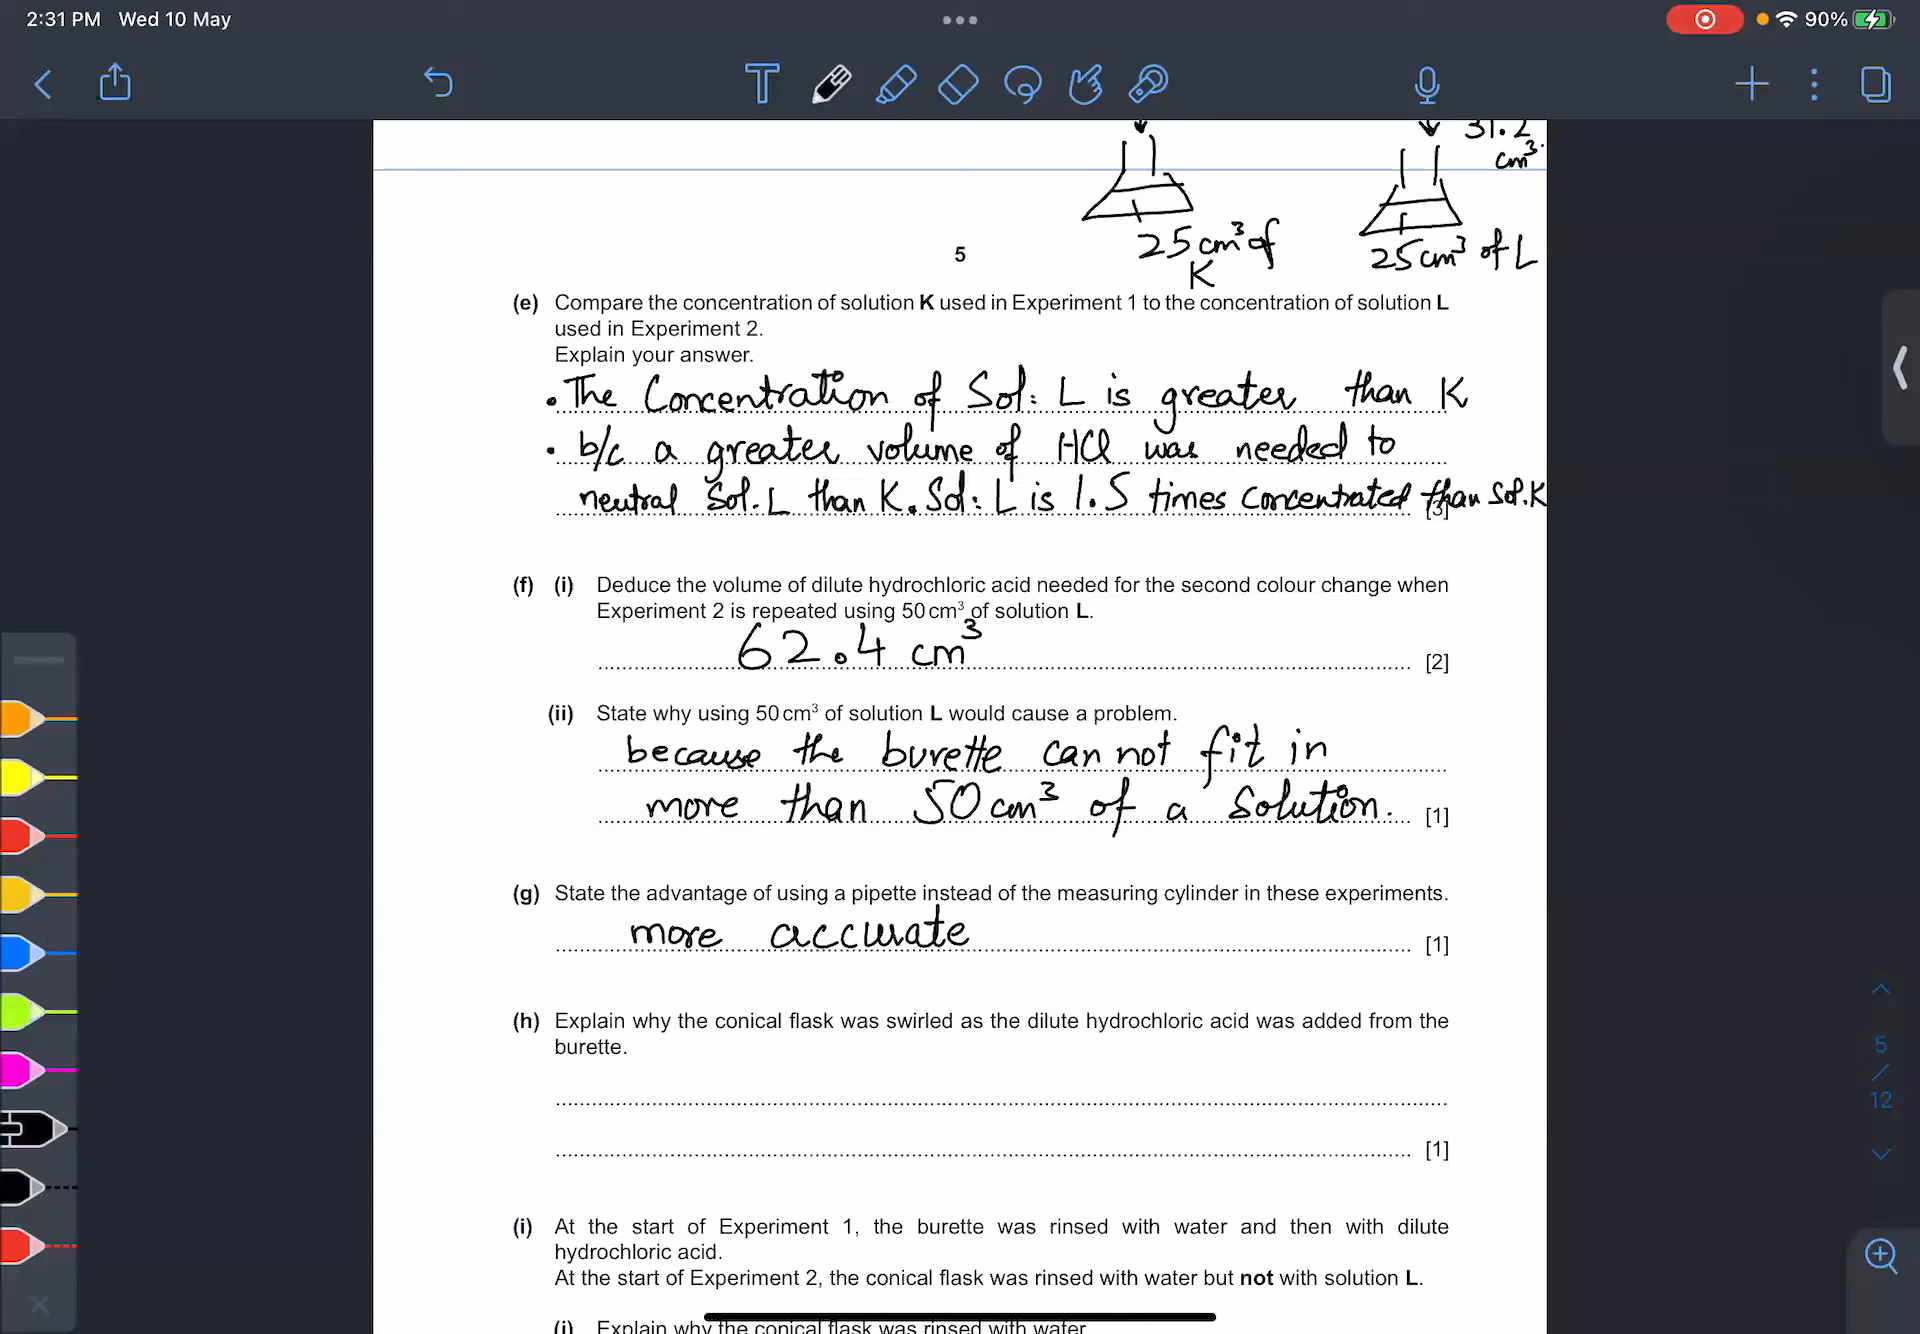 2:31 PM Wed 10 May
90%
31.2
cm³.
25 cm³ of
K
25 cm³ of L
5
(e) Compare the concentration of solution K used in Experiment 1 to the concentration of solution L
used in Experiment 2.
Explain your answer.
• The Concentration of Sol: L is greater than K
• b/c a greater volume of HCl was needed to
neutral Sol. L than K. Sol: L is 1.5 times concentrated than Sol. K
[3]
(f) (i) Deduce the volume of dilute hydrochloric acid needed for the second colour change when
Experiment 2 is repeated using 50 cm³ of solution L.
62.4 cm³
[2]
(ii) State why using 50 cm³ of solution L would cause a problem.
because the burette can not fit in
more than 50 cm³ of a solution. [1]
(g) State the advantage of using a pipette instead of the measuring cylinder in these experiments.
more accurate [1]
(h) Explain why the conical flask was swirled as the dilute hydrochloric acid was added from the
burette.
[1]
5
/
12
(i) At the start of Experiment 1, the burette was rinsed with water and then with dilute
hydrochloric acid.
At the start of Experiment 2, the conical flask was rinsed with water but not with solution L.
(i) Explain why the conical flask was rinsed with water